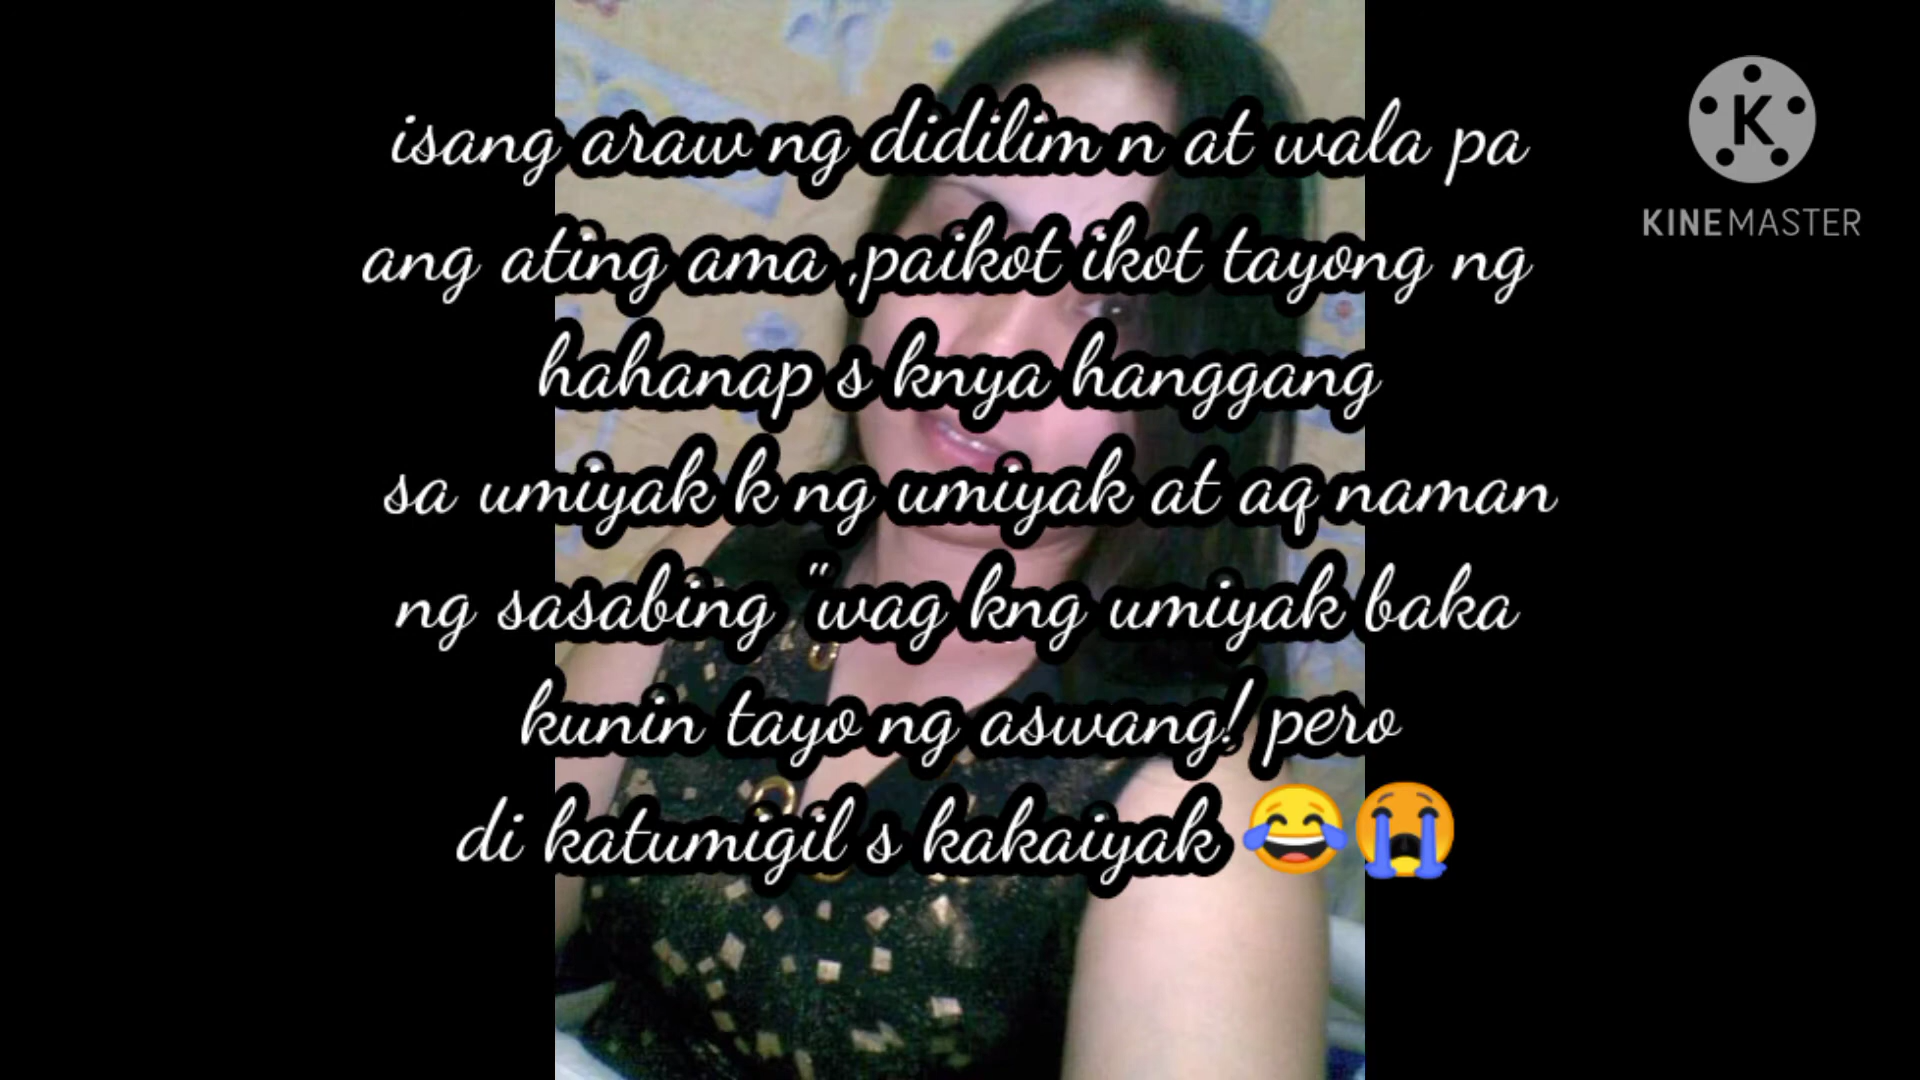 isang araw ng didilim n at wala pa
ang ating ama ,paikot ikot tayong ng
hahanap s knya hanggang
sa umiyak k ng umiyak at aq naman
ng sasabing "wag kng umiyak baka
kunin tayo ng aswang! pero
di katumigil s kakaiyak 😂😭
K
KINEMASTER